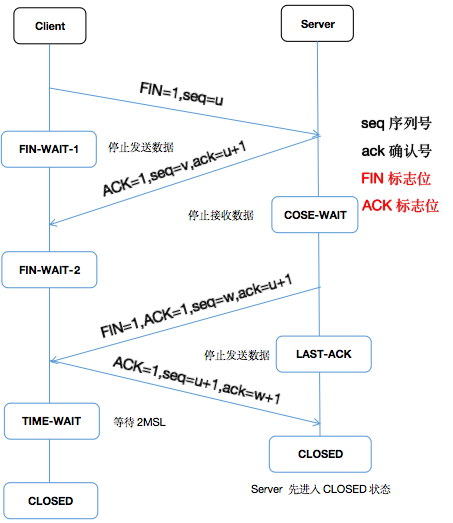 Client
Server
FIN=1,seq=u
seq 序列号
FIN-WAIT-1
停止发送数据
ack 确认号
ACK=1,seq=v,ack=u+1
FIN 标志位
ACK 标志位
停止接收数据
COSE-WAIT
FIN-WAIT-2
FIN=1,ACK=1,seq=w,ack=u+1
停止发送数据
LAST-ACK
ACK=1,seq=u+1,ack=w+1
TIME-WAIT
等待 2MSL
CLOSED
Server 先进入 CLOSED 状态
CLOSED